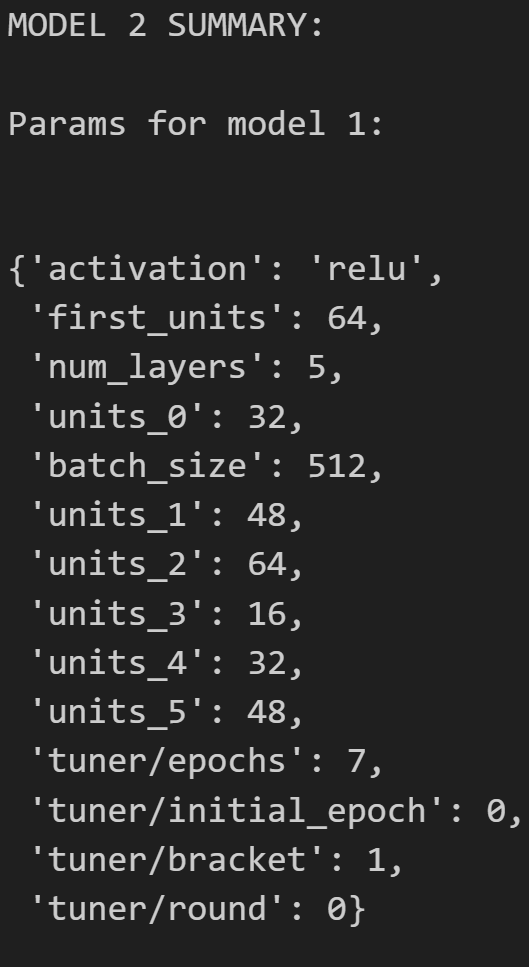 MODEL 2 SUMMARY:
Params for model 1:
{'activation': 'relu',
 'first_units': 64,
 'num_layers': 5,
 'units_0': 32,
 'batch_size': 512,
 'units_1': 48,
 'units_2': 64,
 'units_3': 16,
 'units_4': 32,
 'units_5': 48,
 'tuner/epochs': 7,
 'tuner/initial_epoch': 0,
 'tuner/bracket': 1,
 'tuner/round': 0}